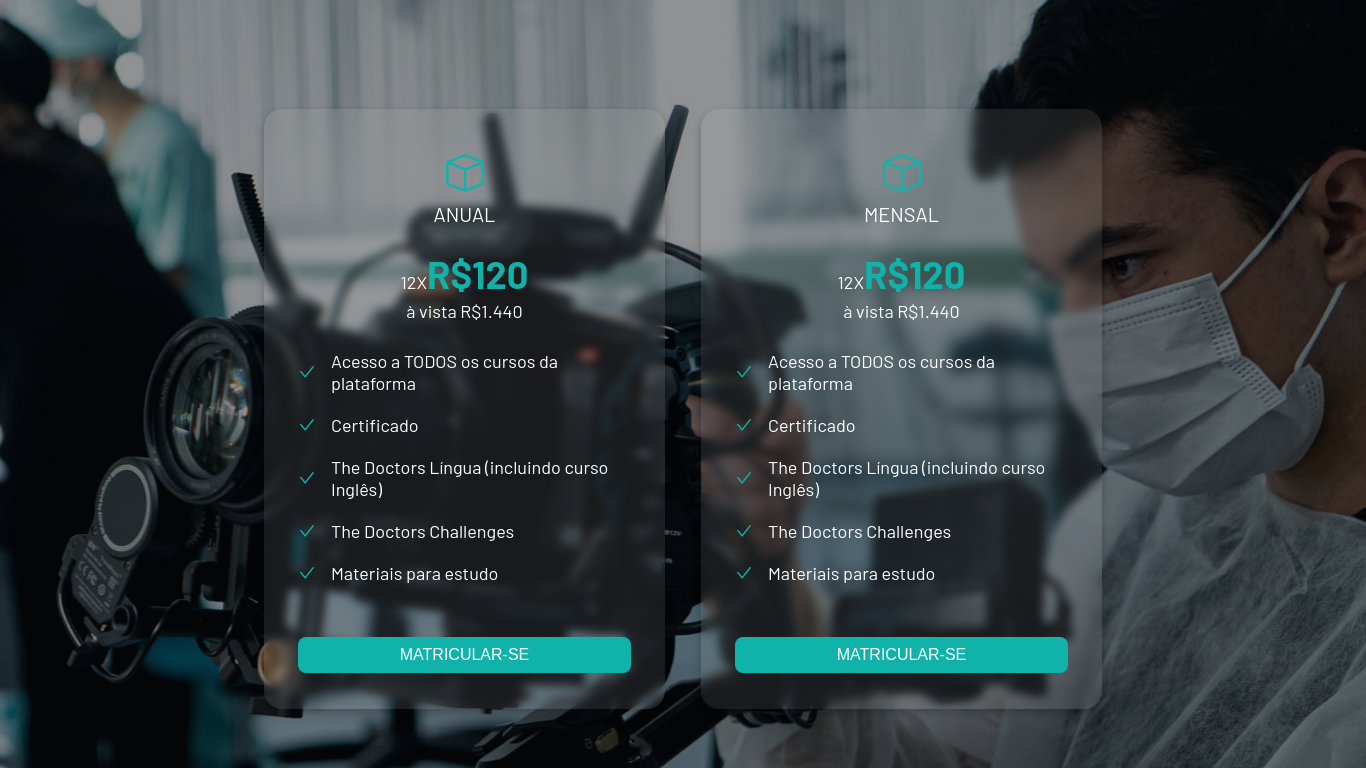 ANUAL
12XR$120
à vista R$1.440
Acesso a TODOS os cursos da
plataforma
Certificado
The Doctors Língua (incluindo curso
Inglês)
The Doctors Challenges
Materiais para estudo
MATRICULAR-SE
MENSAL
12XR$120
à vista R$1.440
Acesso a TODOS os cursos da
plataforma
Certificado
The Doctors Língua (incluindo curso
Inglês)
The Doctors Challenges
Materiais para estudo
MATRICULAR-SE